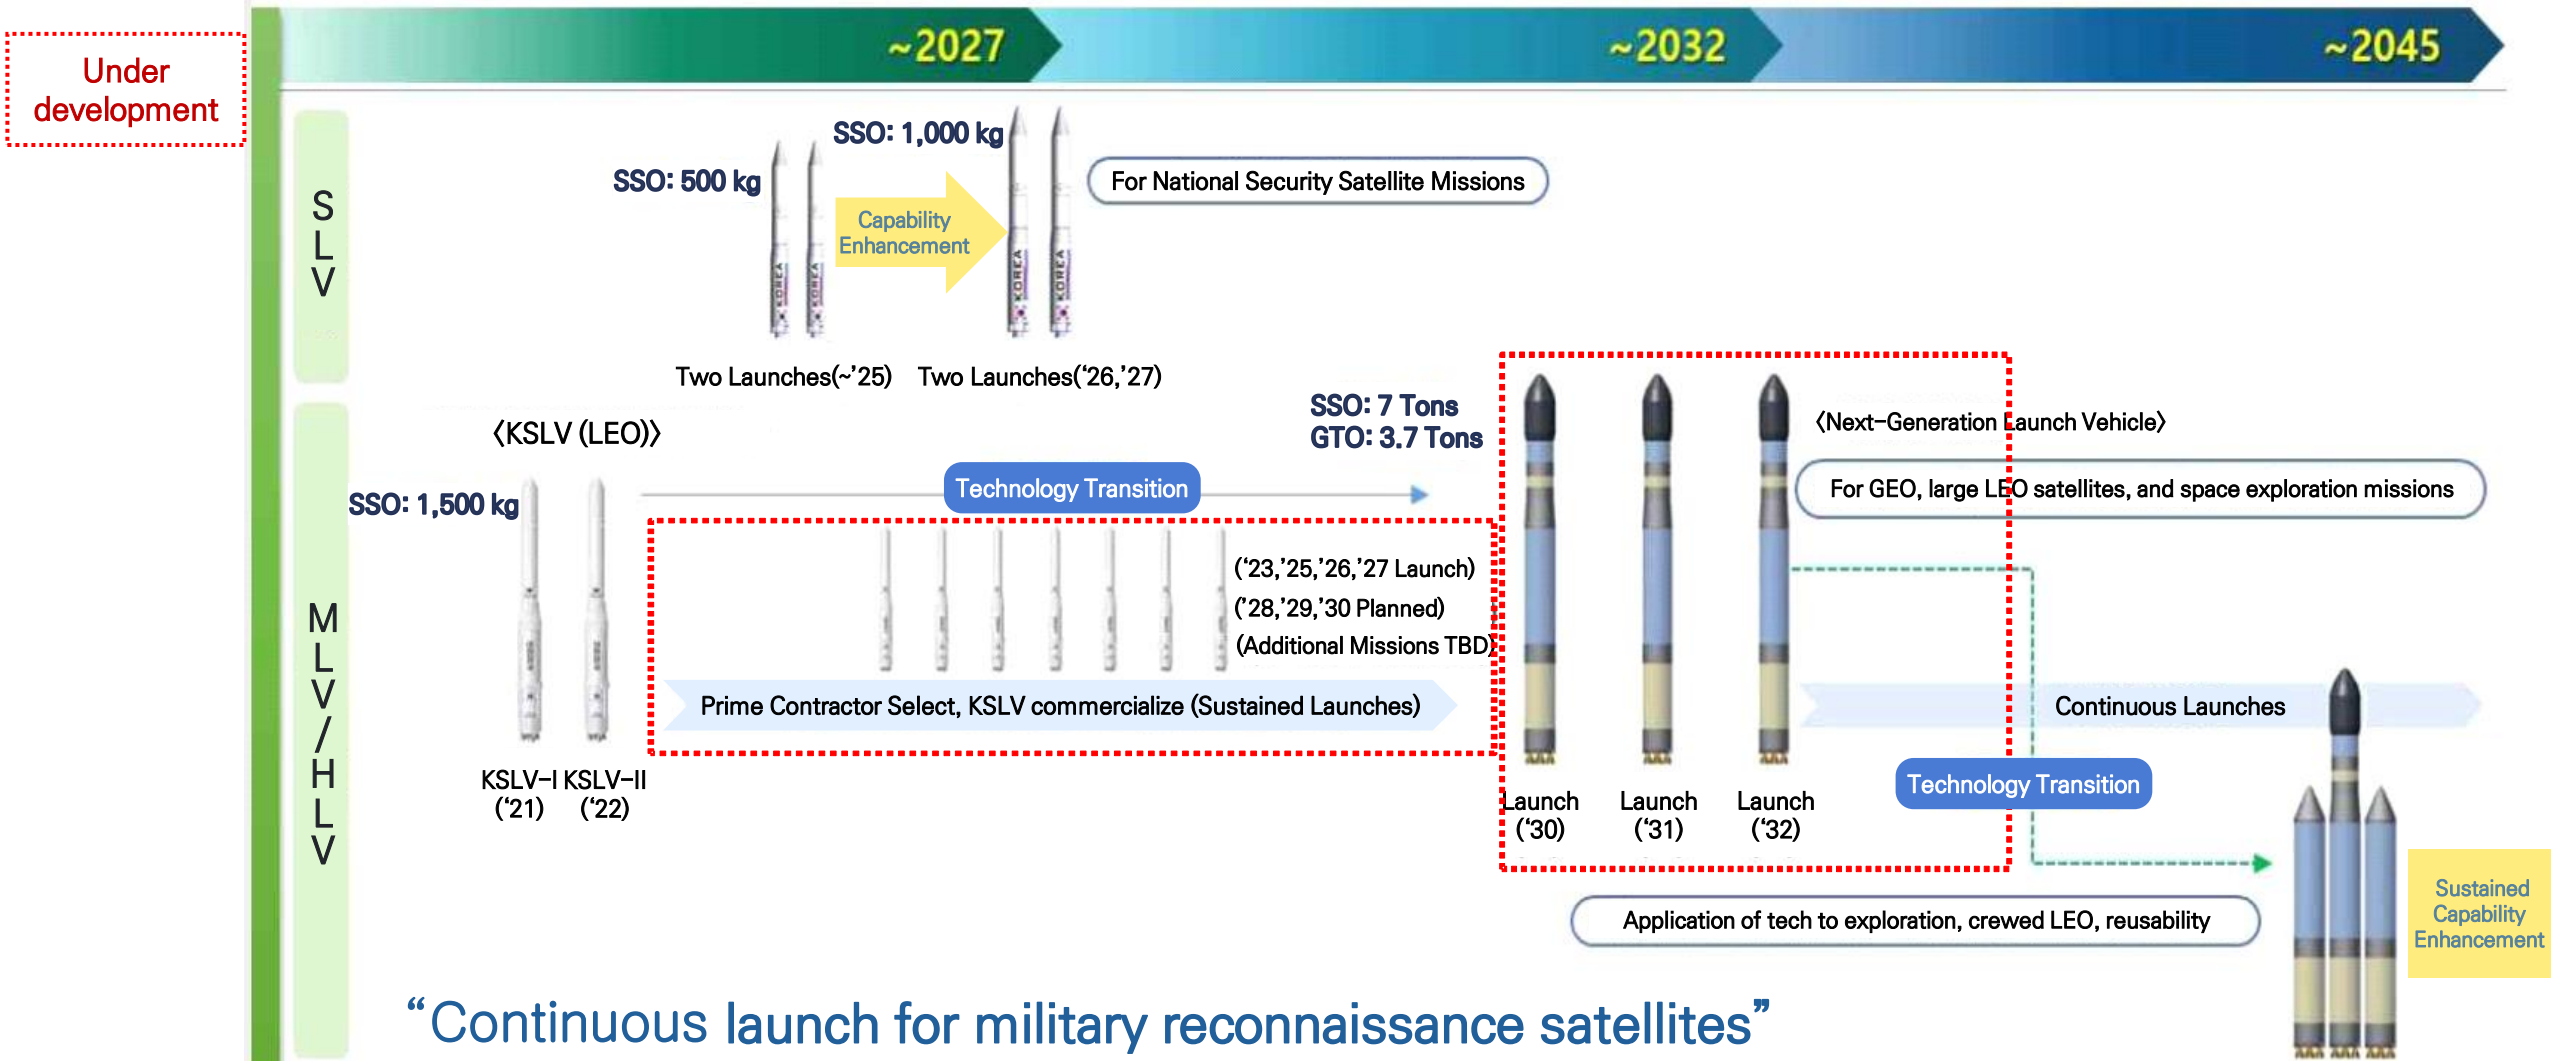 Under
development
~2027
~2032
~2045
S
L
V
SSO: 500 kg
SSO: 1,000 kg
Capability
Enhancement
KOREA
KOREA
KOREA
KOREA
For National Security Satellite Missions
Two Launches(~’25)
Two Launches(‘26,’27)
M
L
V
/
H
L
V
〈KSLV (LEO)〉
SSO: 1,500 kg
KSLV-I
(‘21)
KSLV-II
(‘22)
Technology Transition
SSO: 7 Tons
GTO: 3.7 Tons
(‘23,’25,’26,’27 Launch)
(’28,’29,’30 Planned)
(Additional Missions TBD)
Prime Contractor Select, KSLV commercialize (Sustained Launches)
Launch
(‘30)
Launch
(‘31)
Launch
(‘32)
〈Next-Generation Launch Vehicle〉
For GEO, large LEO satellites, and space exploration missions
Continuous Launches
Technology Transition
Application of tech to exploration, crewed LEO, reusability
Sustained
Capability
Enhancement
“Continuous launch for military reconnaissance satellites”